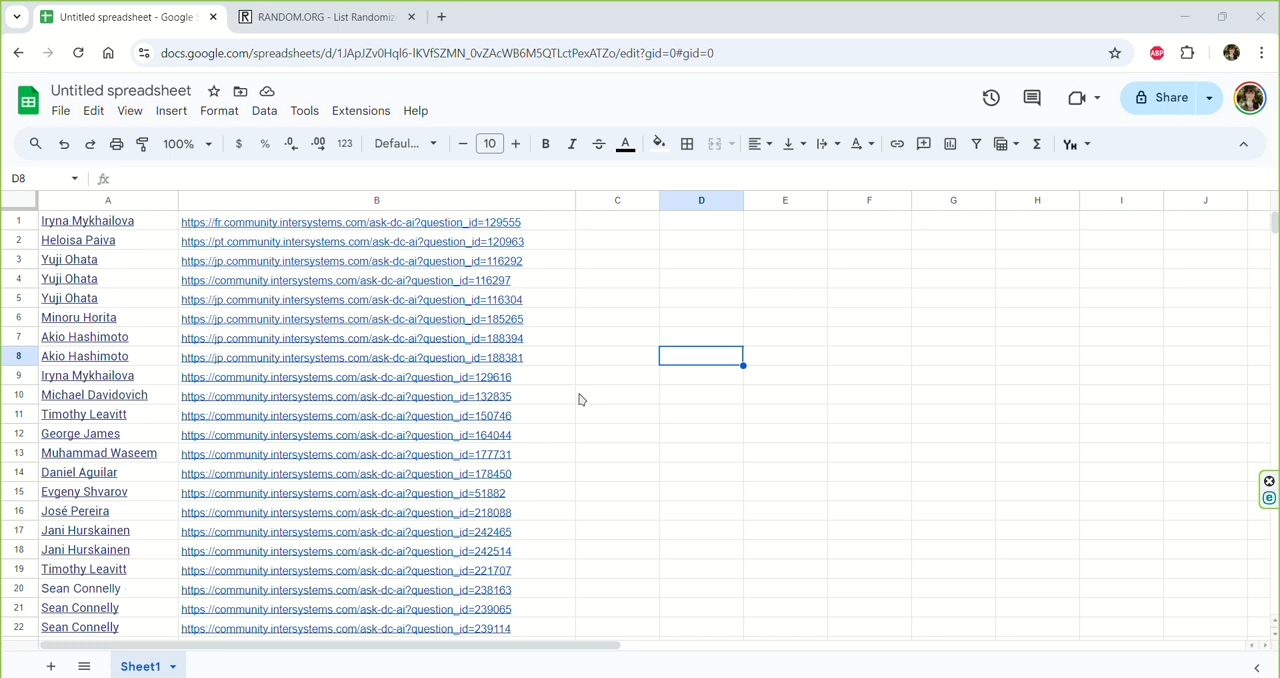 Untitled spreadsheet - Google S
RANDOM.ORG - List Randomiz
docs.google.com/spreadsheets/d/1JApJZv0Hql6-IKVfSZMN_0vZAcWB6M5QTLctPexATZo/edit?gid=0#gid=0
ABP
Untitled spreadsheet
File Edit View Insert Format Data Tools Extensions Help
Share
100% $ % .0 .00 123 Defaul... 10 B I A
D8
fx
A B C D E F G H I J
1 Iryna Mykhailova https://fr.community.intersystems.com/ask-dc-ai?question_id=129555
2 Heloisa Paiva https://pt.community.intersystems.com/ask-dc-ai?question_id=120963
3 Yuji Ohata https://jp.community.intersystems.com/ask-dc-ai?question_id=116292
4 Yuji Ohata https://community.intersystems.com/ask-dc-ai?question_id=116297
5 Yuji Ohata https://jp.community.intersystems.com/ask-dc-ai?question_id=116304
6 Minoru Horita https://jp.community.intersystems.com/ask-dc-ai?question_id=185265
7 Akio Hashimoto https://jp.community.intersystems.com/ask-dc-ai?question_id=188394
8 Akio Hashimoto https://jp.community.intersystems.com/ask-dc-ai?question_id=188381
9 Iryna Mykhailova https://community.intersystems.com/ask-dc-ai?question_id=129616
10 Michael Davidovich https://community.intersystems.com/ask-dc-ai?question_id=132835
11 Timothy Leavitt https://community.intersystems.com/ask-dc-ai?question_id=150746
12 George James https://community.intersystems.com/ask-dc-ai?question_id=164044
13 Muhammad Waseem https://community.intersystems.com/ask-dc-ai?question_id=177731
14 Daniel Aguilar https://community.intersystems.com/ask-dc-ai?question_id=178450
15 Evgeny Shvarov https://community.intersystems.com/ask-dc-ai?question_id=51882
16 José Pereira https://community.intersystems.com/ask-dc-ai?question_id=218088
17 Jani Hurskainen https://community.intersystems.com/ask-dc-ai?question_id=242465
18 Jani Hurskainen https://community.intersystems.com/ask-dc-ai?question_id=242514
19 Timothy Leavitt https://community.intersystems.com/ask-dc-ai?question_id=221707
20 Sean Connelly https://community.intersystems.com/ask-dc-ai?question_id=238163
21 Sean Connelly https://community.intersystems.com/ask-dc-ai?question_id=239065
22 Sean Connelly https://community.intersystems.com/ask-dc-ai?question_id=239114
Sheet1